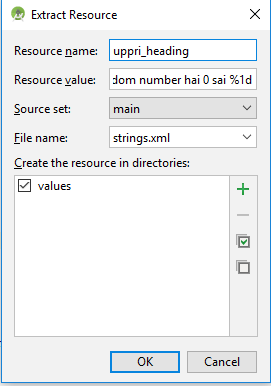 Extract Resource
Resource name: uppri_heading
Resource value: dom number hai 0 sai %1d
Source set: main
File name: strings.xml
Create the resource in directories:
values
OK Cancel